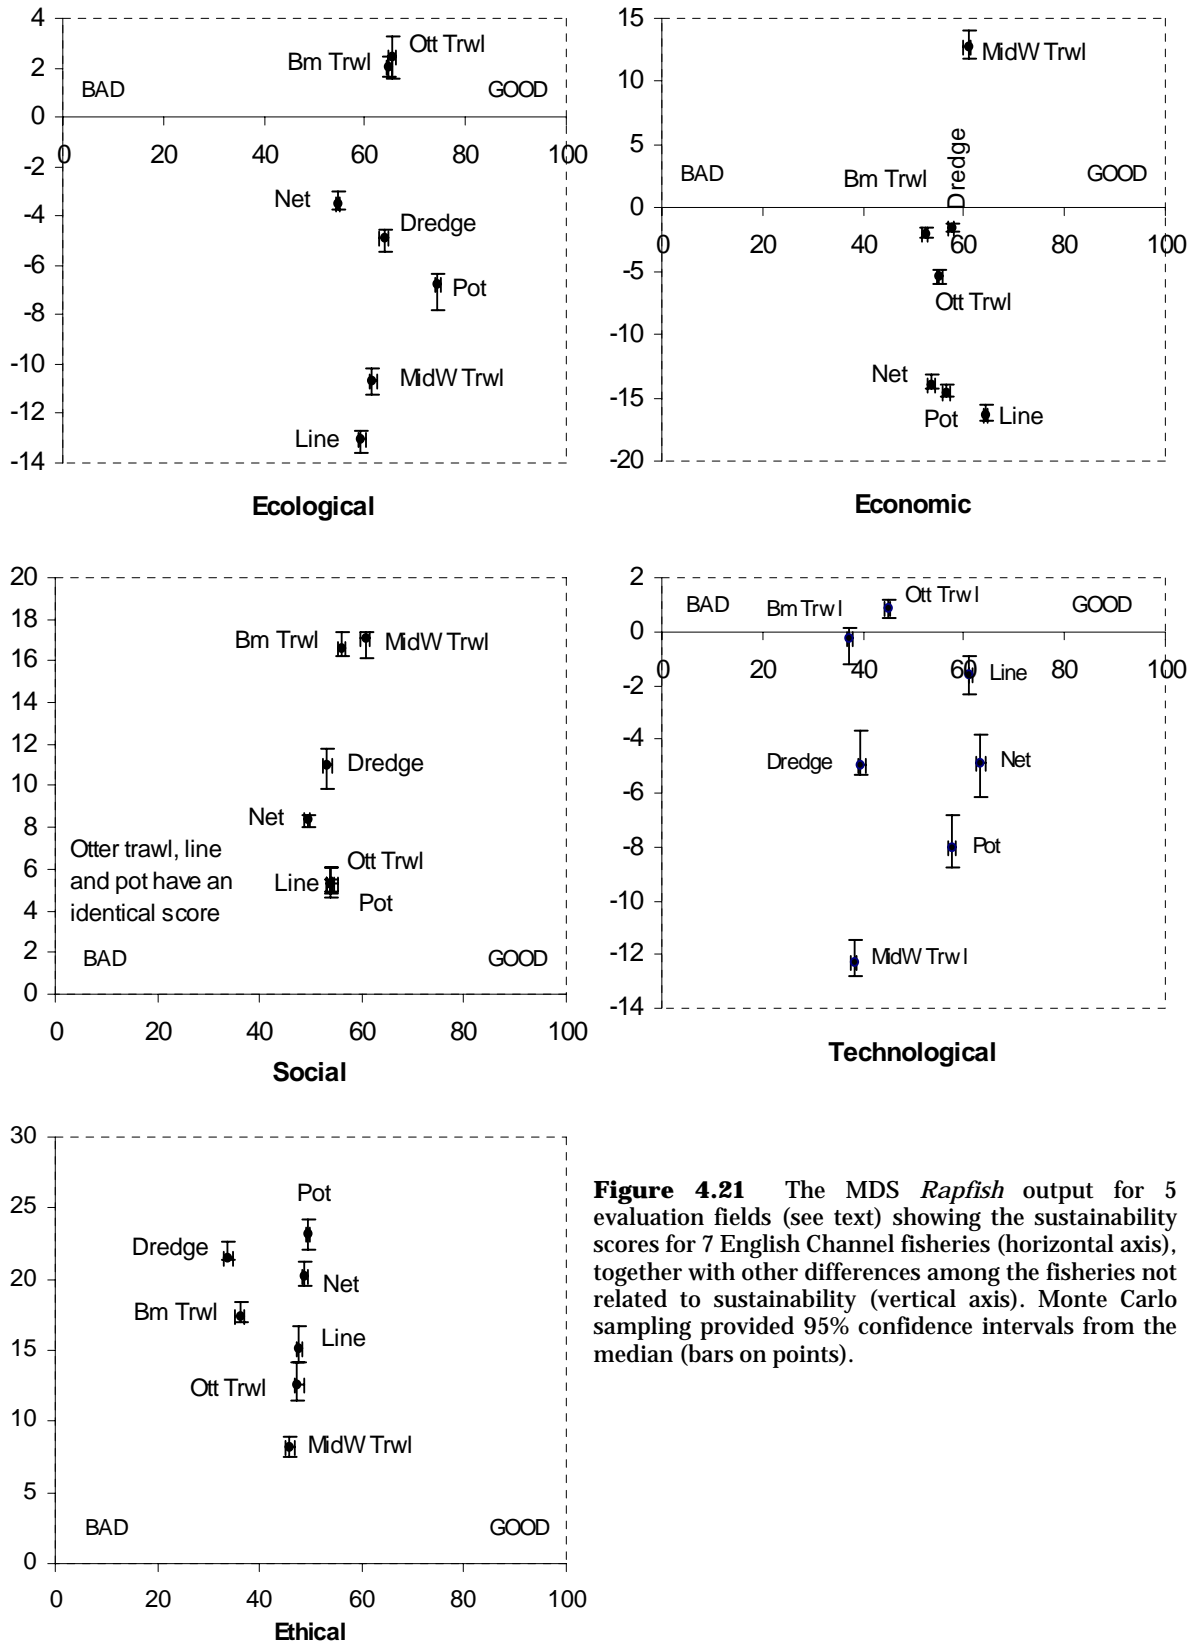 4
2
0
-2
-4
-6
-8
-10
-12
-14
0 20 40 60 80 100
BAD
GOOD
Ott Trwl
Bm Trwl
Net
Dredge
Pot
MidW Trwl
Line
Ecological
15
10
5
0
-5
-10
-15
-20
0 20 40 60 80 100
MidW Trwl
BAD
GOOD
Bm Trwl
Dredge
Ott Trwl
Net
Pot
Line
Economic
20
18
16
14
12
10
8
6
4
2
0
0 20 40 60 80 100
Bm Trwl
MidW Trwl
Dredge
Net
Otter trawl, line
and pot have an
identical score
Ott Trwl
Line
Pot
BAD
GOOD
Social
2
0
-2
-4
-6
-8
-10
-12
-14
0 20 40 60 80 100
BAD
GOOD
Bm Trwl
Ott Trwl
Line
Dredge
Net
Pot
MidW Trwl
Technological
30
25
20
15
10
5
0
0 20 40 60 80 100
Pot
Dredge
Net
Bm Trwl
Line
Ott Trwl
MidW Trwl
BAD
GOOD
Ethical
Figure 4.21 The MDS Rapfish output for 5
evaluation fields (see text) showing the sustainability
scores for 7 English Channel fisheries (horizontal axis),
together with other differences among the fisheries not
related to sustainability (vertical axis). Monte Carlo
sampling provided 95% confidence intervals from the
median (bars on points).